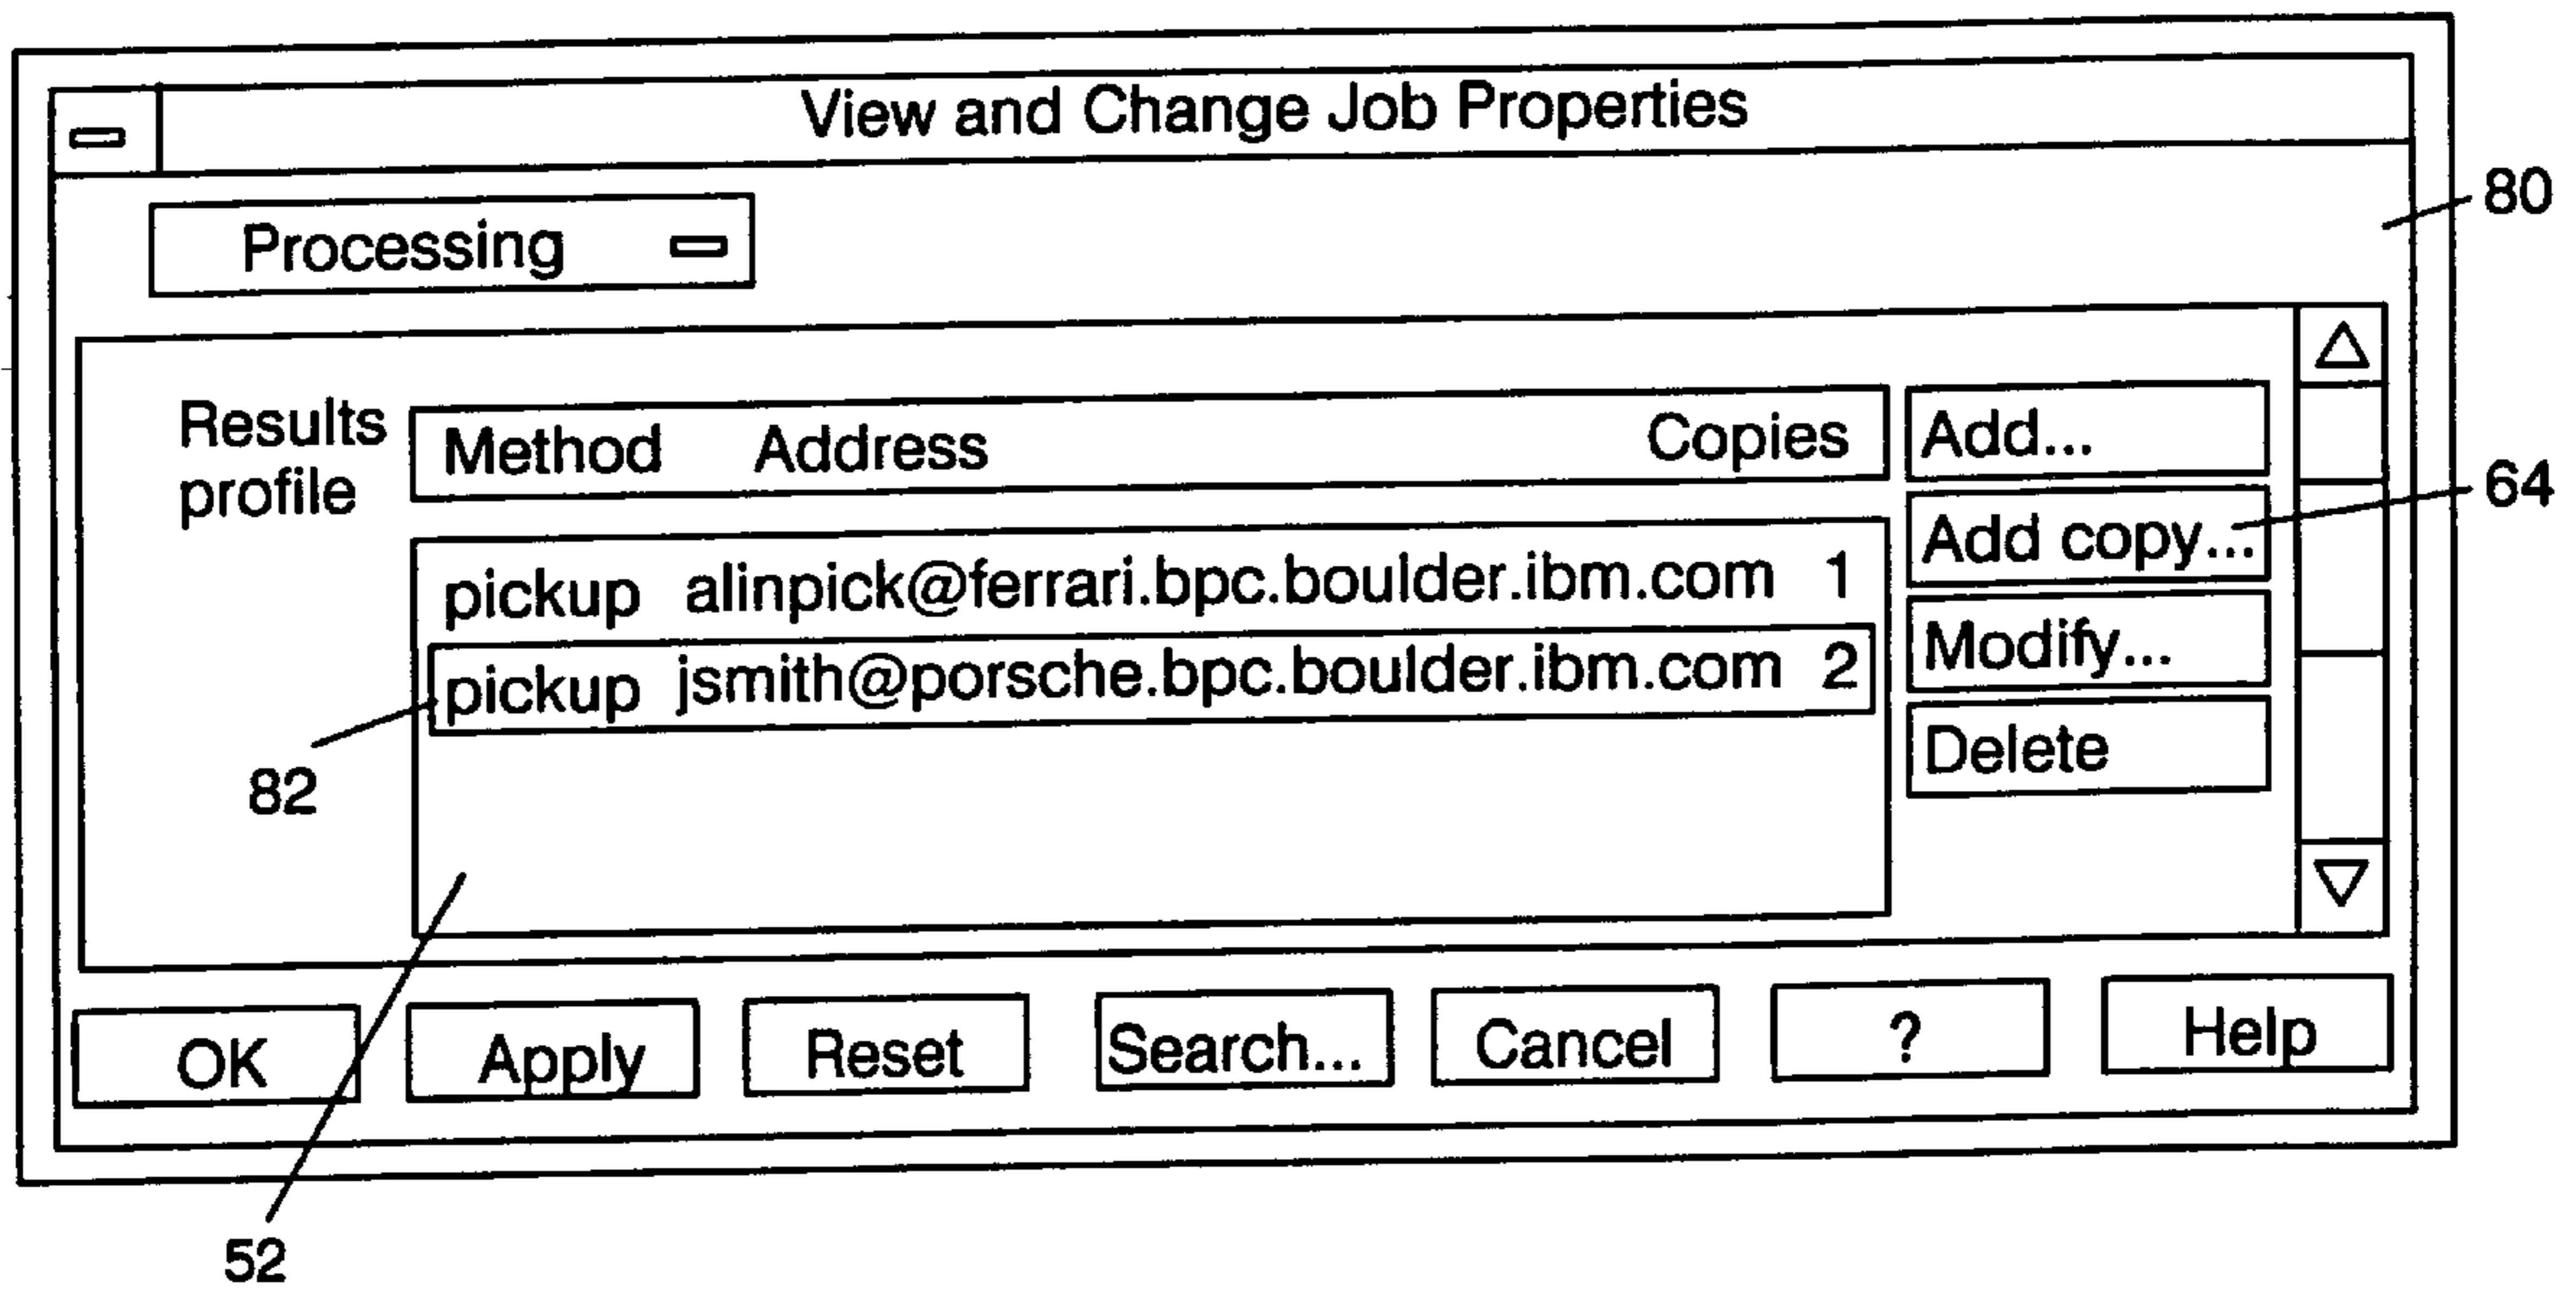 View and Change Job Properties
Processing
80
Results profile
Method Address Copies
Add...
Add copy...
64
pickup alinpick@ferrari.bpc.boulder.ibm.com 1
pickup jsmith@porsche.bpc.boulder.ibm.com 2
Modify...
Delete
82
OK Apply Reset Search... Cancel ? Help
52